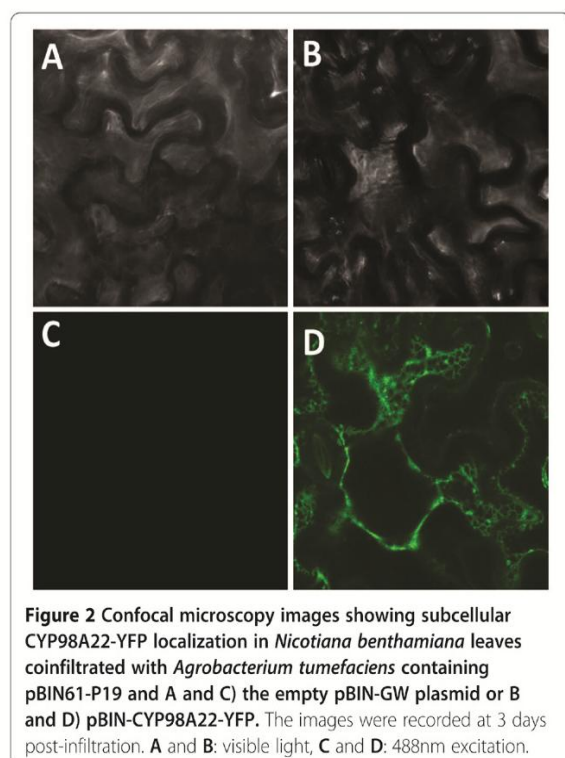 A
B
C
D
Figure 2 Confocal microscopy images showing subcellular
CYP98A22-YFP localization in Nicotiana benthamiana leaves
coinfiltrated with Agrobacterium tumefaciens containing
pBIN61-P19 and A and C) the empty pBIN-GW plasmid or B
and D) pBIN-CYP98A22-YFP. The images were recorded at 3 days
post-infiltration. A and B: visible light, C and D: 488nm excitation.